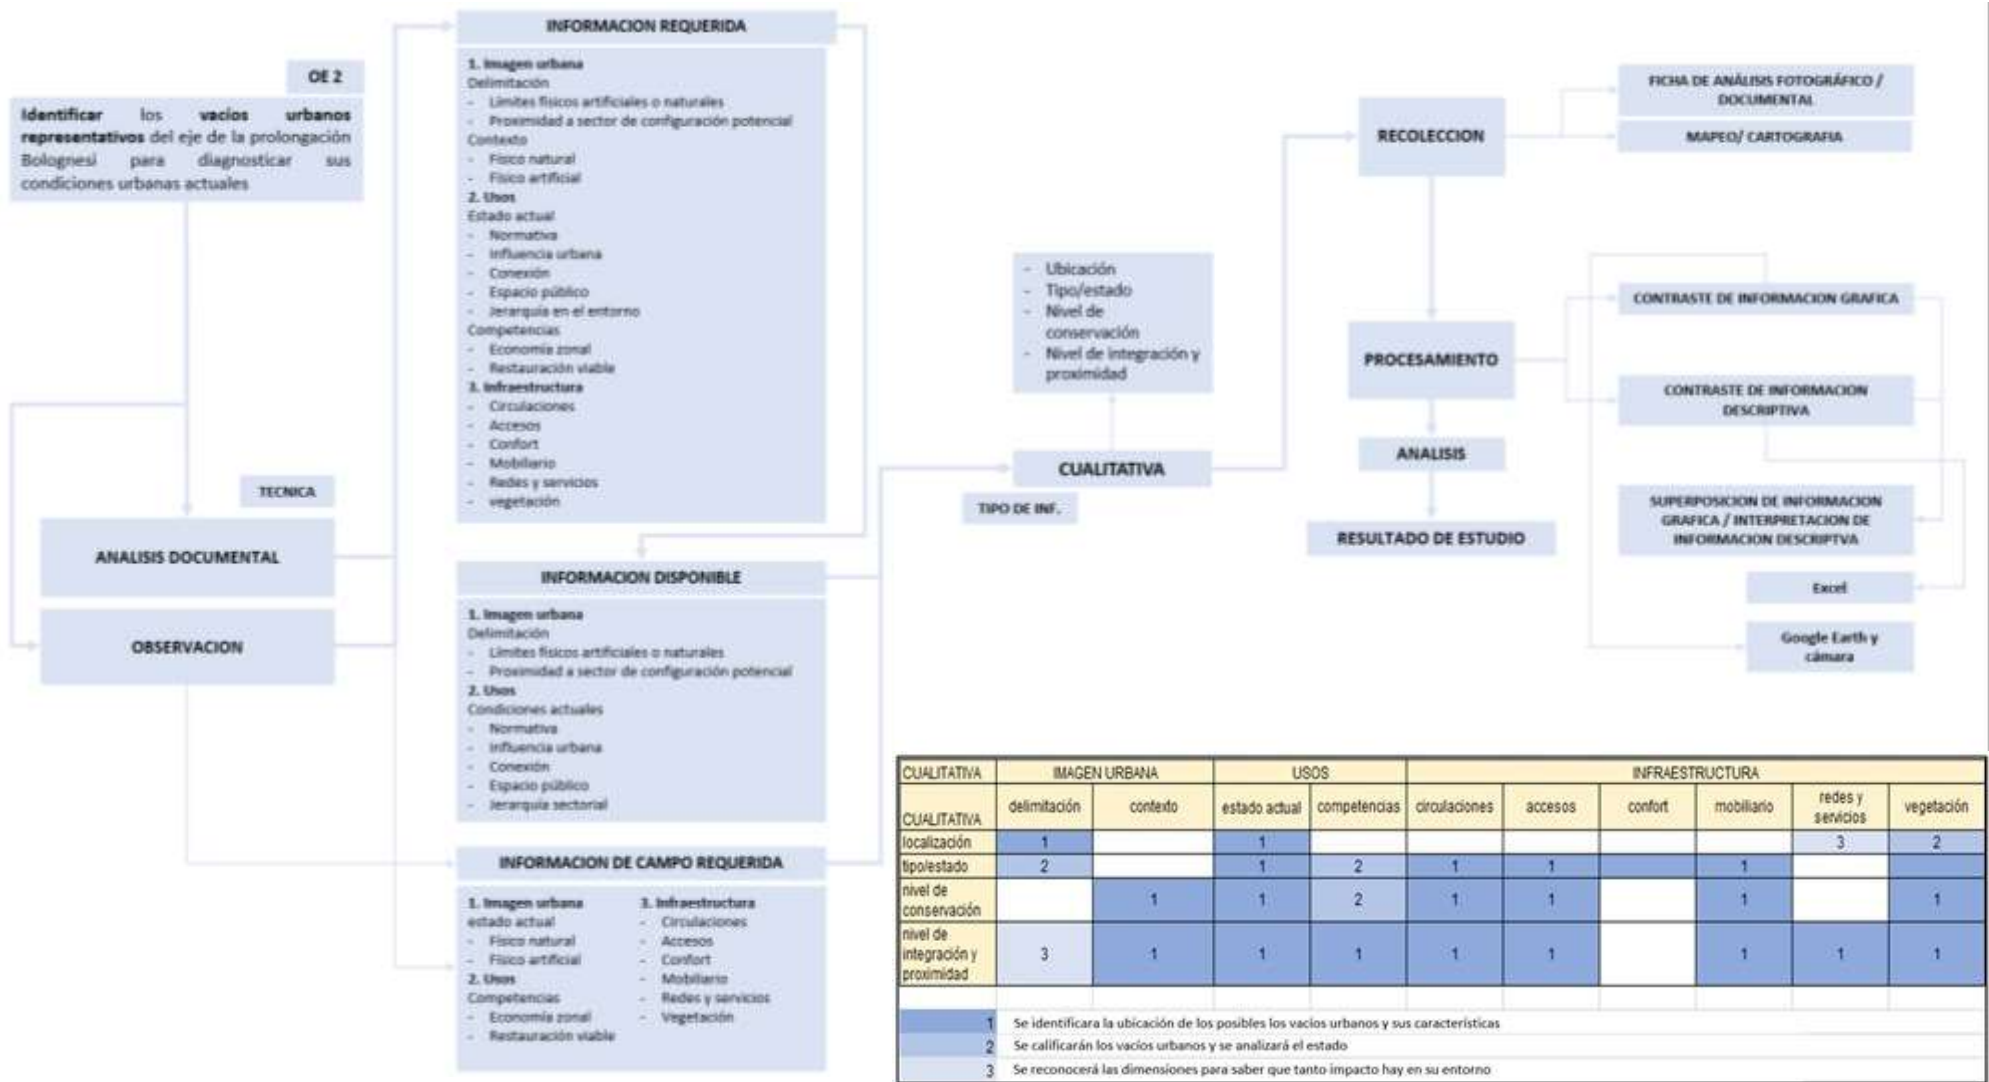 OE 2
Identificar los vacíos urbanos
representativos del eje de la prolongación
Bolognesi para diagnosticar sus
condiciones urbanas actuales
TECNICA
ANALISIS DOCUMENTAL
OBSERVACION
INFORMACION REQUERIDA
1. Imagen urbana
Delimitación
- Límites físicos artificiales o naturales
- Proximidad a sector de configuración potencial
Contexto
- Físico natural
- Físico artificial
2. Usos
Estado actual
- Normativa
- Influencia urbana
- Conexión
- Espacio público
- Jerarquía en el entorno
Competencias
- Economía zonal
- Restauración viable
3. Infraestructura
- Circulaciones
- Accesos
- Confort
- Mobiliario
- Redes y servicios
- vegetación
INFORMACION DISPONIBLE
1. Imagen urbana
Delimitación
- Límites físicos artificiales o naturales
- Proximidad a sector de configuración potencial
2. Usos
Condiciones actuales
- Normativa
- Influencia urbana
- Conexión
- Espacio público
- Jerarquía sectorial
INFORMACION DE CAMPO REQUERIDA
1. Imagen urbana
estado actual
- Físico natural
- Físico artificial
2. Usos
Competencias
- Economía zonal
- Restauración viable
3. Infraestructura
- Circulaciones
- Accesos
- Confort
- Mobiliario
- Redes y servicios
- Vegetación
- Ubicación
- Tipo/estado
- Nivel de
conservación
- Nivel de integración y
proximidad
CUALITATIVA
TIPO DE INF.
RECOLECCION
PROCESAMIENTO
ANALISIS
RESULTADO DE ESTUDIO
FICHA DE ANÁLISIS FOTOGRÁFICO /
DOCUMENTAL
MAPEO/ CARTOGRAFIA
CONTRASTE DE INFORMACION GRAFICA
CONTRASTE DE INFORMACION
DESCRIPTIVA
SUPERPOSICION DE INFORMACION
GRAFICA / INTERPRETACION DE
INFORMACION DESCRIPTVA
Excel
Google Earth y
cámara
CUALITATIVA IMAGEN URBANA USOS INFRAESTRUCTURA
CUALITATIVA delimitación contexto estado actual competencias circulaciones accesos confort mobiliario redes y servicios vegetación
localización 1 1 3 2
tipo/estado 2 1 2 1 1 1
nivel de
conservación 1 1 2 1 1 1 1
nivel de
integración y
proximidad 3 1 1 1 1 1 1 1 1
1 Se identificara la ubicación de los posibles los vacíos urbanos y sus características
2 Se calificarán los vacíos urbanos y se analizará el estado
3 Se reconocerá las dimensiones para saber que tanto impacto hay en su entorno